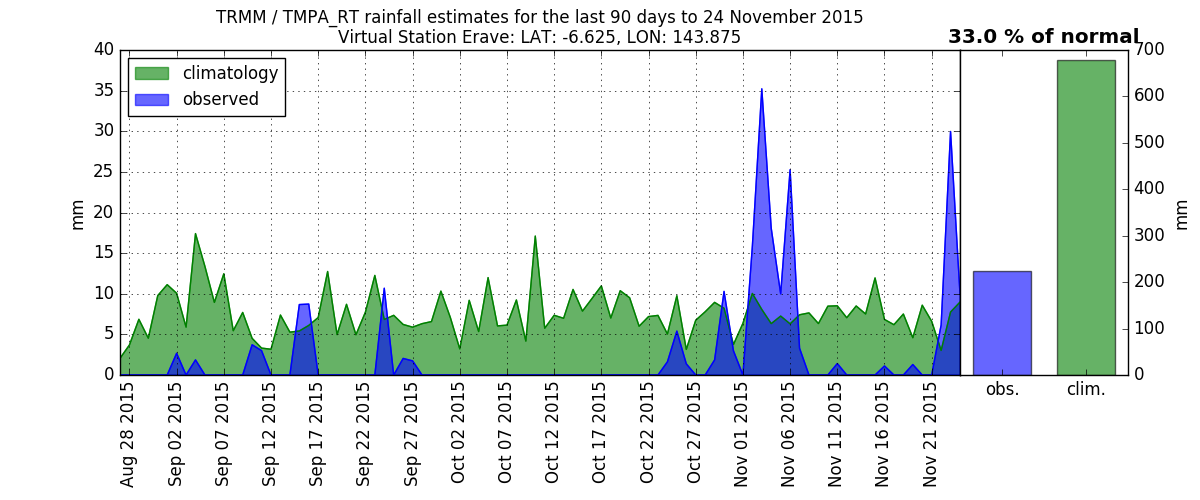 TRMM / TMPA_RT rainfall estimates for the last 90 days to 24 November 2015
Virtual Station Erave: LAT: -6.625, LON: 143.875
33.0 % of normal
climatology
observed
40
35
30
25
20
15
10
5
0
mm
700
600
500
400
300
200
100
0
mm
Aug 28 2015
Sep 02 2015
Sep 07 2015
Sep 12 2015
Sep 17 2015
Sep 22 2015
Sep 27 2015
Oct 02 2015
Oct 07 2015
Oct 12 2015
Oct 17 2015
Oct 22 2015
Oct 27 2015
Nov 01 2015
Nov 06 2015
Nov 11 2015
Nov 16 2015
Nov 21 2015
obs.
clim.